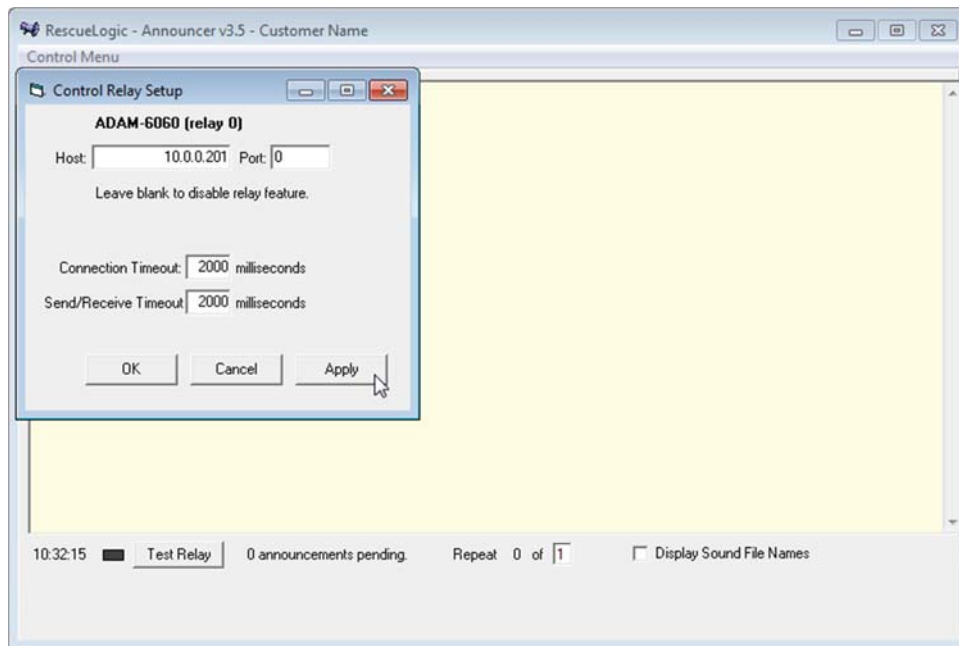 RescueLogic - Announcer v3.5 - Customer Name
Control Menu
Control Relay Setup
ADAM-6060 (relay 0)
Host: 10.0.0.201 Port: 0
Leave blank to disable relay feature.
Connection Timeout: 2000 milliseconds
Send/Receive Timeout 2000 milliseconds
OK Cancel Apply
10:32:15 Test Relay 0 announcements pending. Repeat 0 of 1 Display Sound File Names